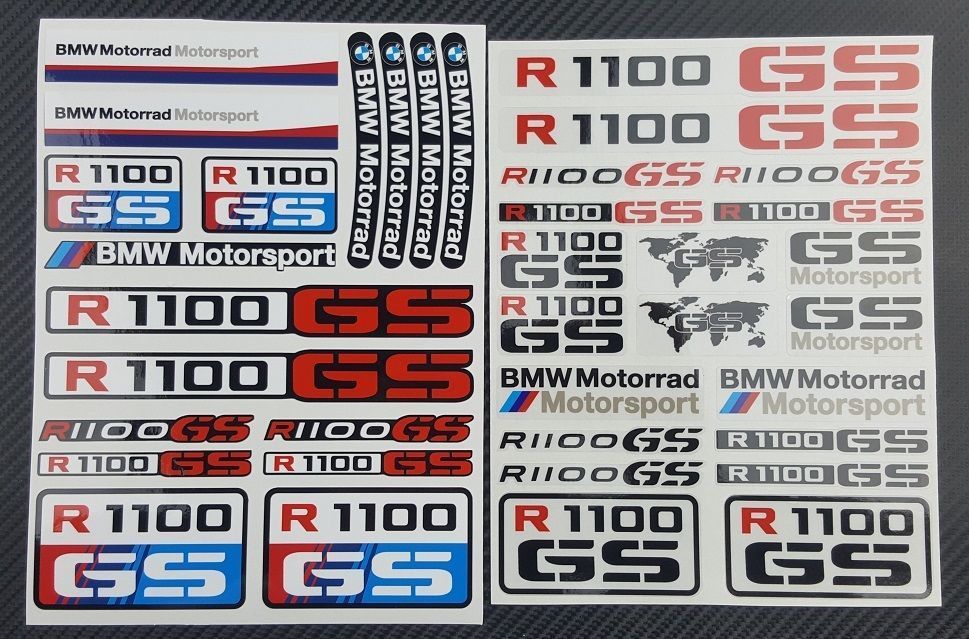 BMW Motorrad Motorsport
BMW Motorrad Motorsport
R 1100
GS
R 1100
GS
BMW Motorsport
BMW Motorrad
BMW Motorrad
BMW Motorrad
BMW Motorrad
R 1100 GS
R 1100 GS
R1100GS R1100GS
R 1100 GS R 1100 GS
R 1100
GS
R 1100
GS
R 1100 GS
R 1100 GS
R1100GS R1100GS
R 1100 GS R 1100 GS
R 1100
GS
GS
GS
Motorsport
R 1100
GS
GS
GS
Motorsport
BMW Motorrad
Motorsport
BMW Motorrad
Motorsport
R1100GS R1100 GS
R1100GS R1100 GS
R 1100
GS
R 1100
GS